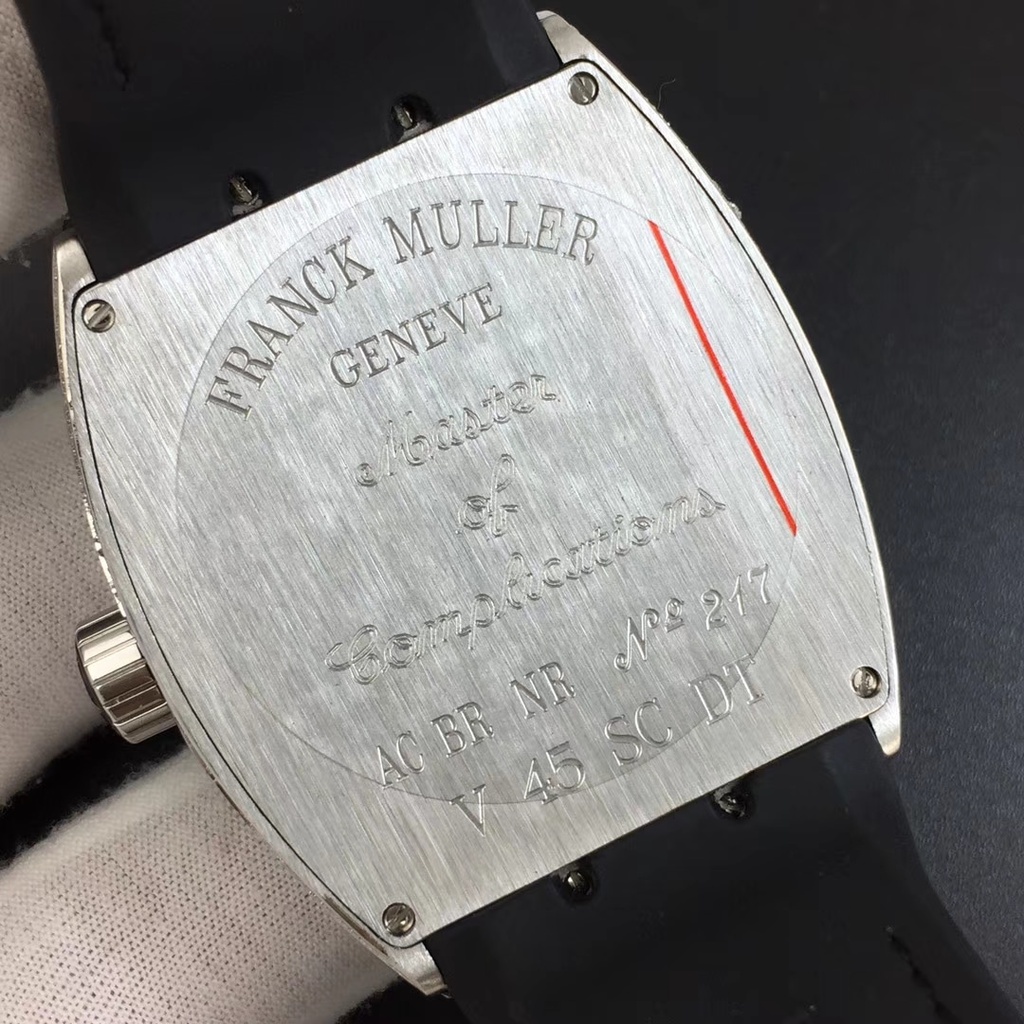 FRANCK MULLER
GENEVE
Master
of
Complications
AC BR NR Nº 217
V 45 SC DT